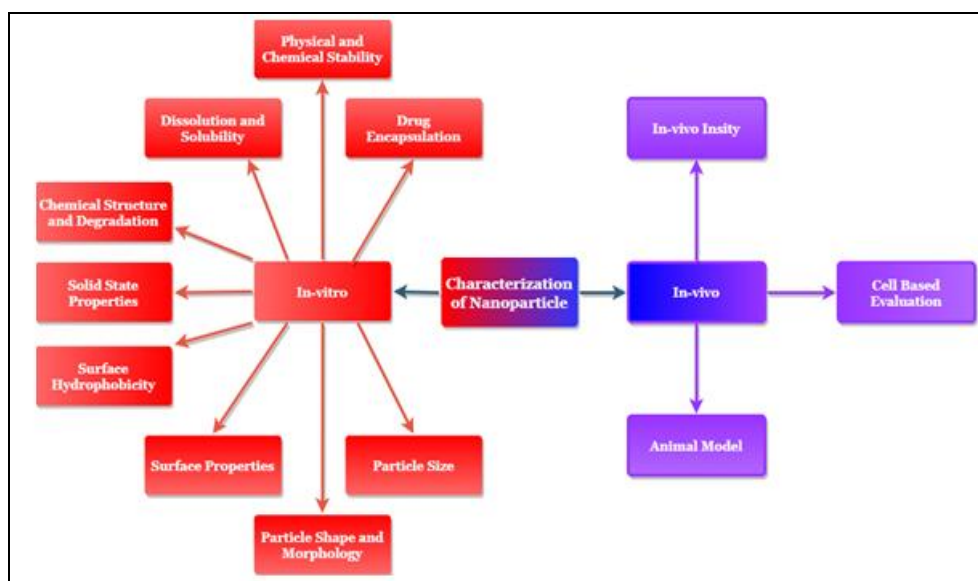 Physical and
Chemical Stability
Dissolution and
Solubility
Drug
Encapsulation
In-vivo Insity
Chemical Structure
and Degradation
Solid State
Properties
In-vitro
Characterization
of Nanoparticle
In-vivo
Cell Based
Evaluation
Surface
Hydrophobicity
Surface Properties
Particle Size
Animal Model
Particle Shape and
Morphology